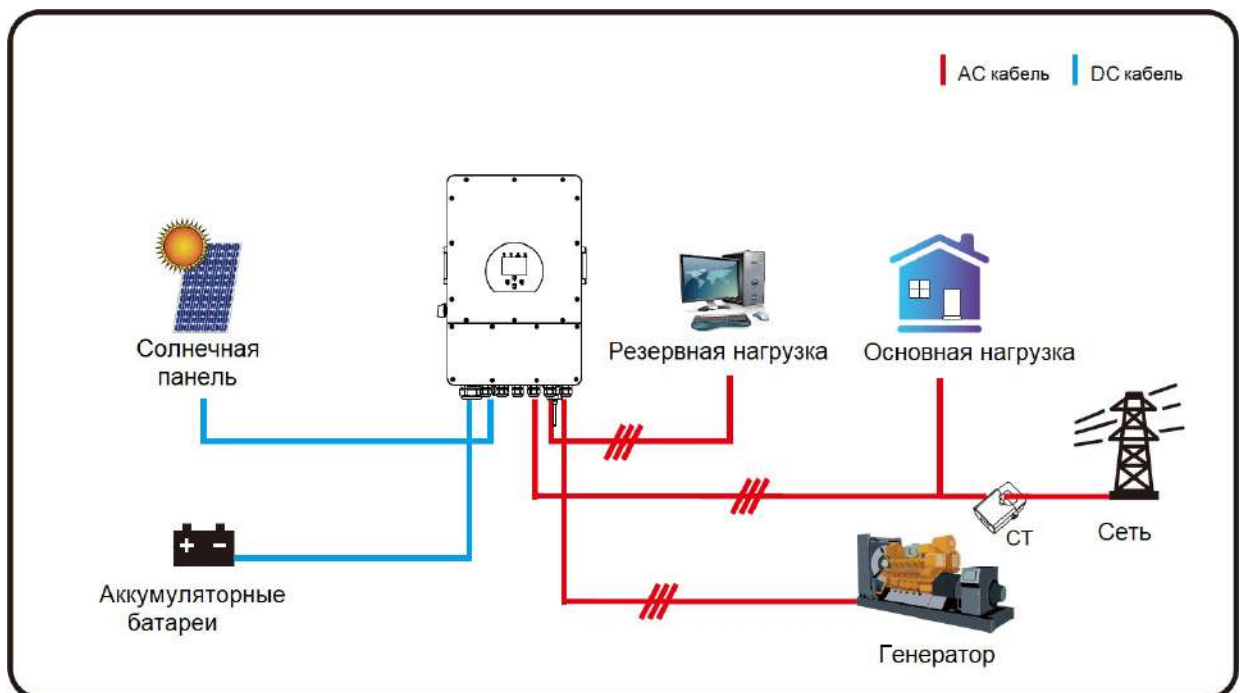 AC кабель
DC кабель
Солнечная
панель
Резервная нагрузка
Основная нагрузка
CT
Сеть
Аккумуляторные
батареи
Генератор